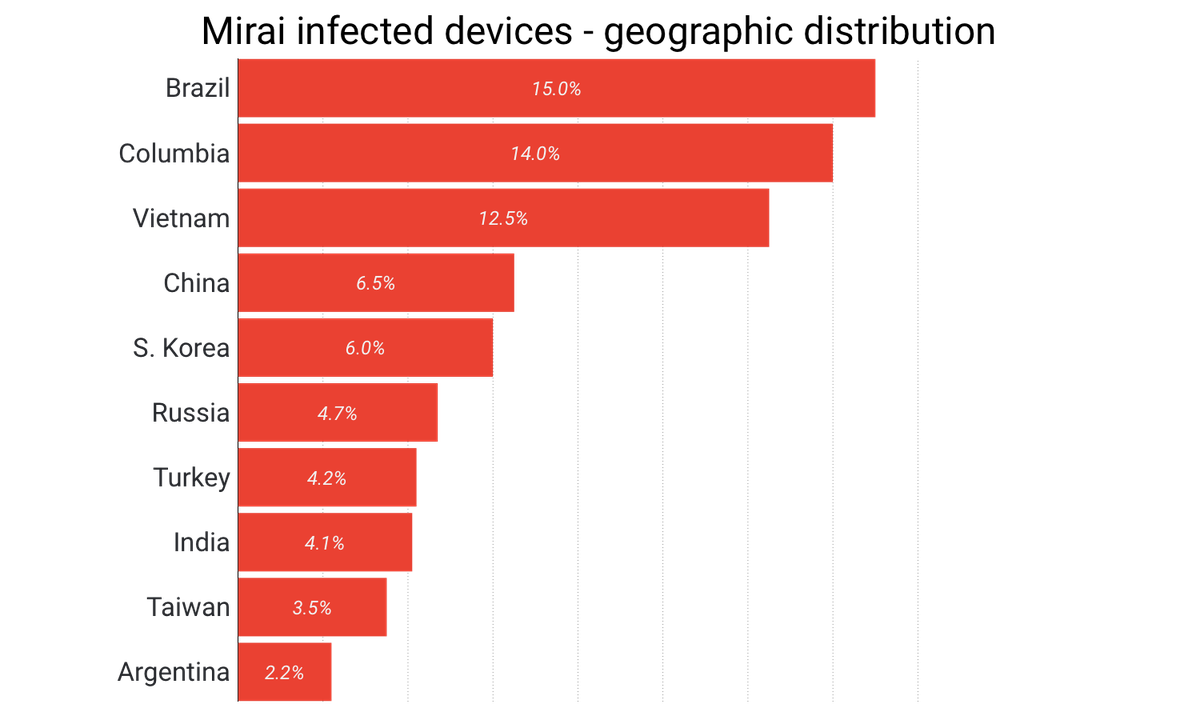 Mirai infected devices - geographic distribution
Brazil 15.0%
Columbia 14.0%
Vietnam 12.5%
China 6.5%
S. Korea 6.0%
Russia 4.7%
Turkey 4.2%
India 4.1%
Taiwan 3.5%
Argentina 2.2%